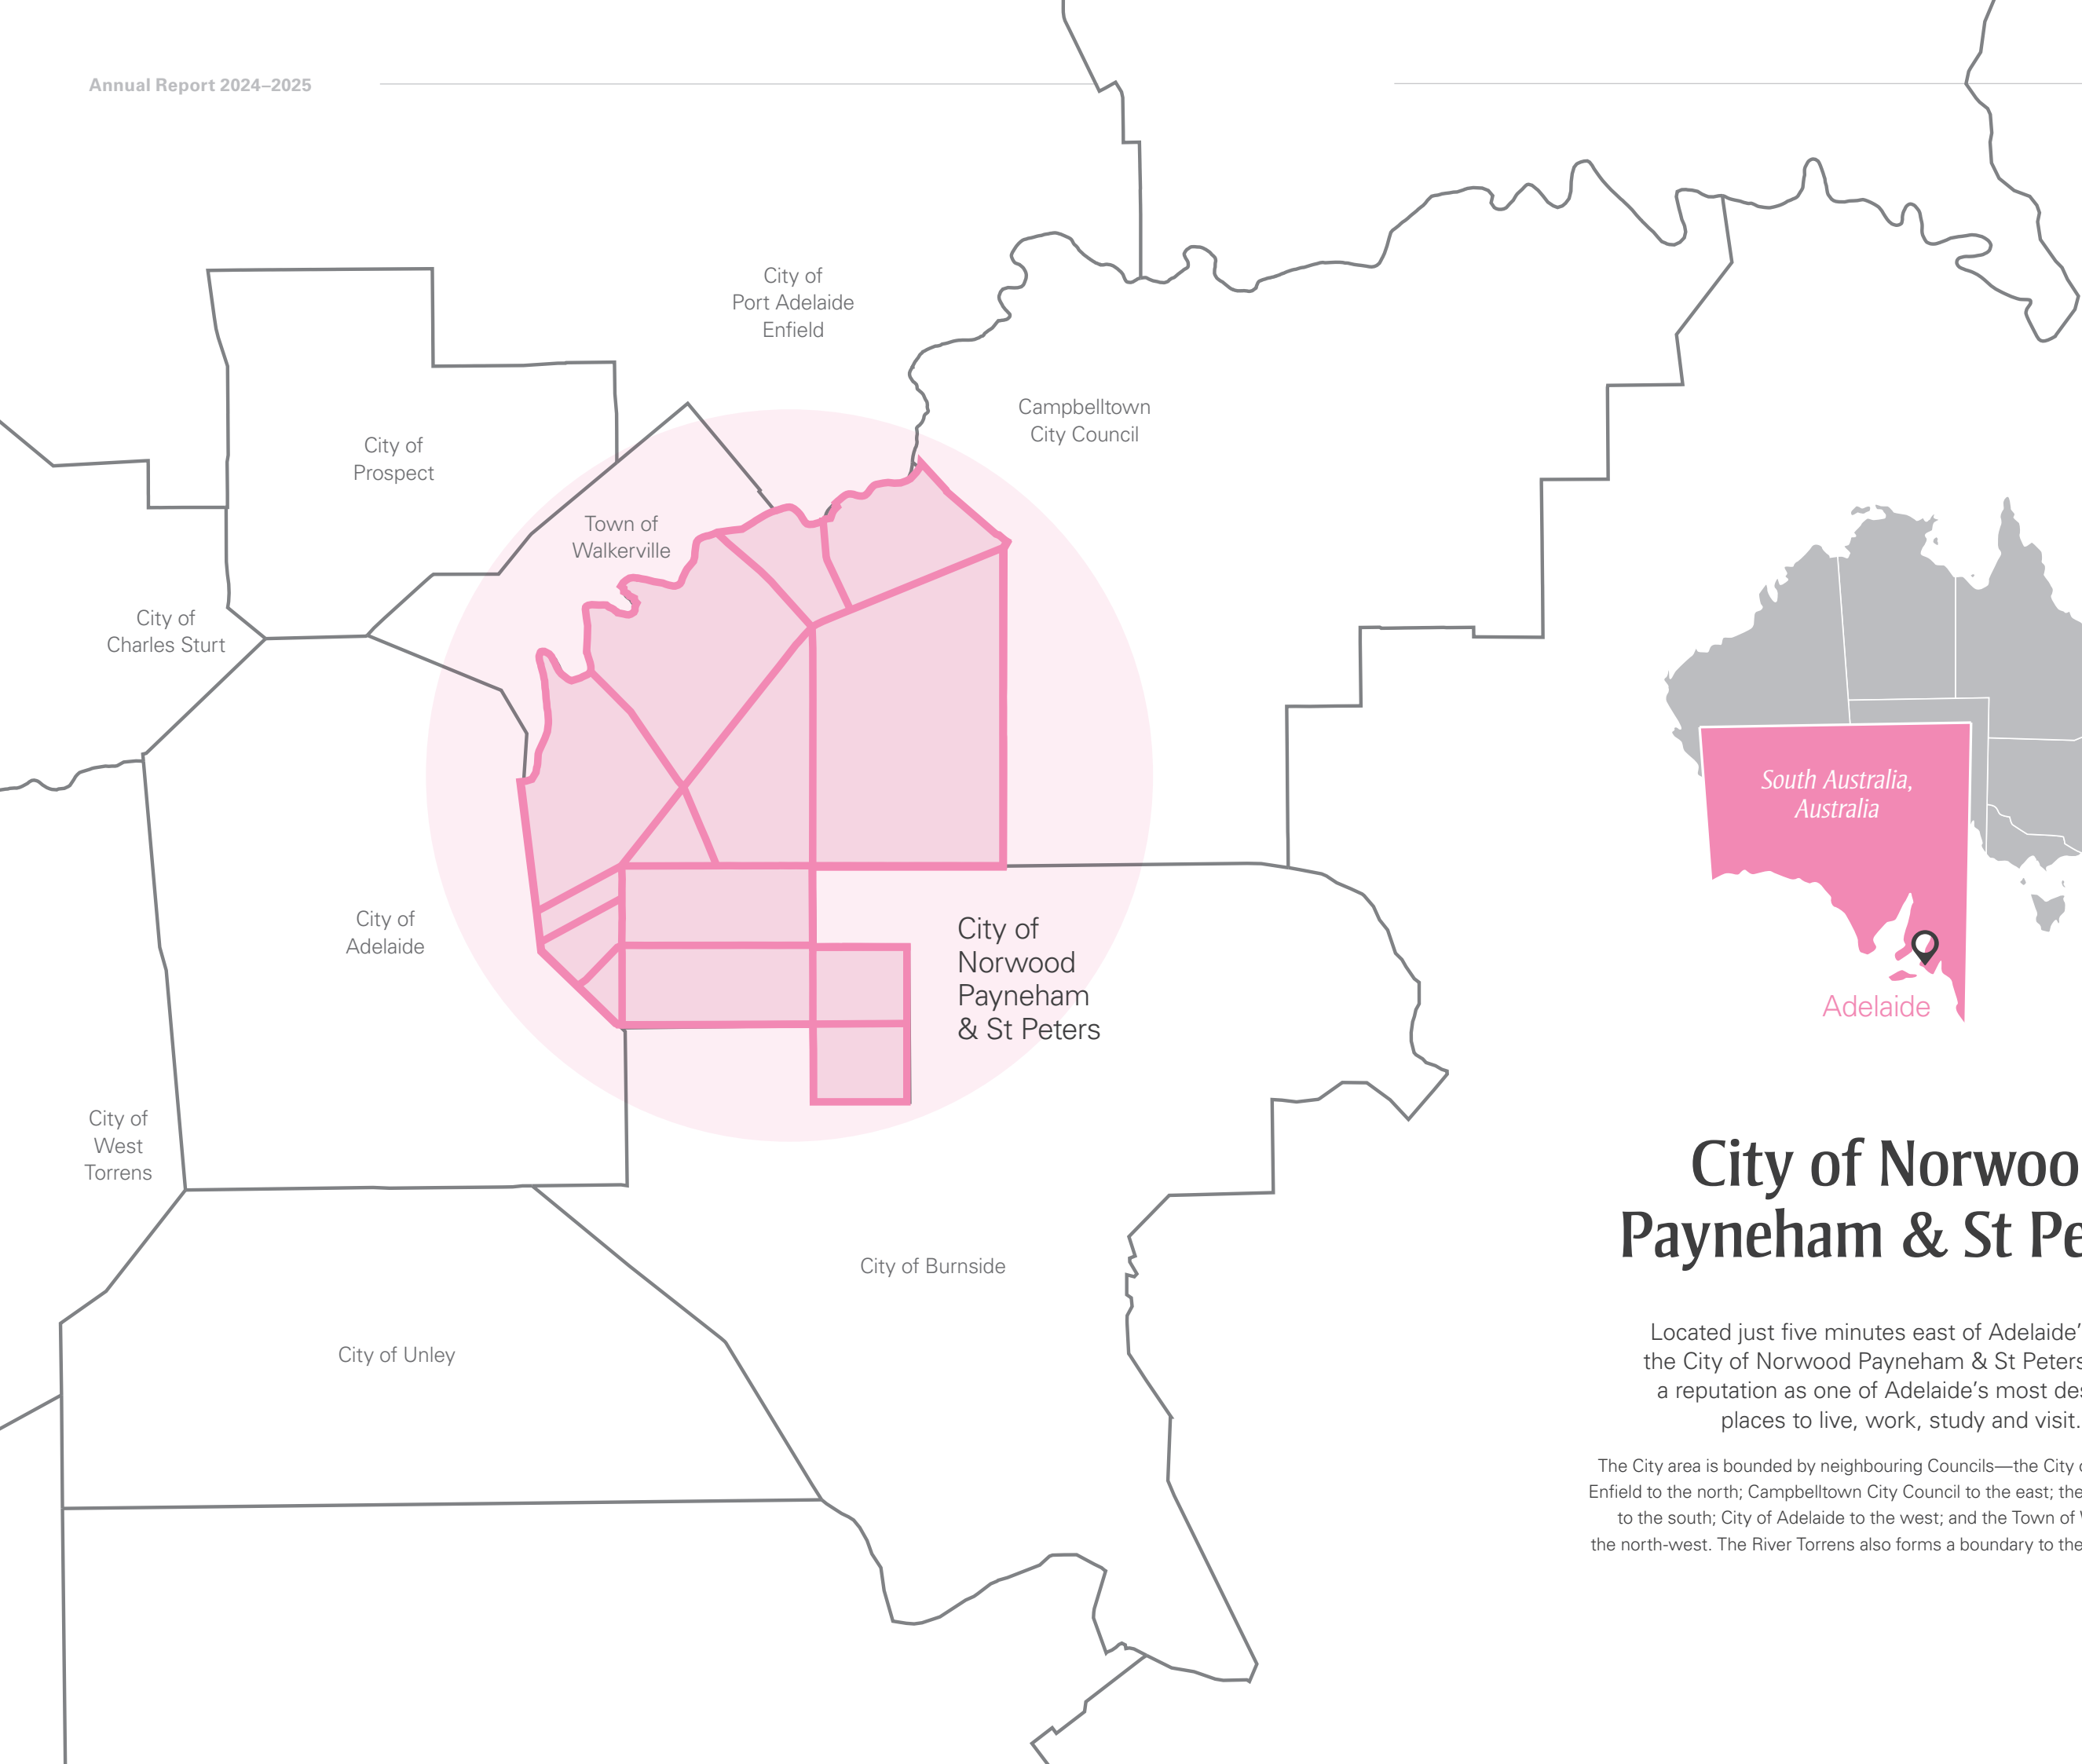 Annual Report 2024–2025
City of
Port Adelaide
Enfield
Campbelltown
City Council
City of
Prospect
Town of
Walkerville
City of
Charles Sturt
City of
Adelaide
City of
Norwood
Payneham
& St Peters
City of
West
Torrens
City of Burnside
City of Unley
South Australia,
Australia
Adelaide
City of Norwoo
Payneham & St Pe
Located just five minutes east of Adelaide’
the City of Norwood Payneham & St Peters
a reputation as one of Adelaide’s most des
places to live, work, study and visit.
The City area is bounded by neighbouring Councils—the City
Enfield to the north; Campbelltown City Council to the east; the
to the south; City of Adelaide to the west; and the Town of
the north-west. The River Torrens also forms a boundary to the